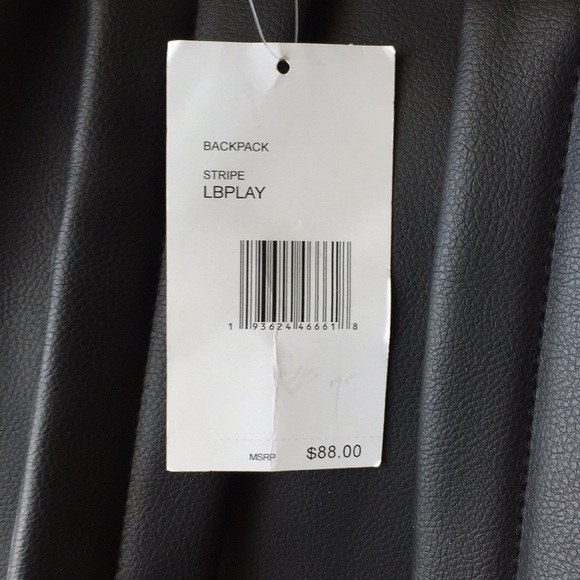 BACKPACK
STRIPE
LBPLAY
1 93624 46661 8
MSRP $88.00